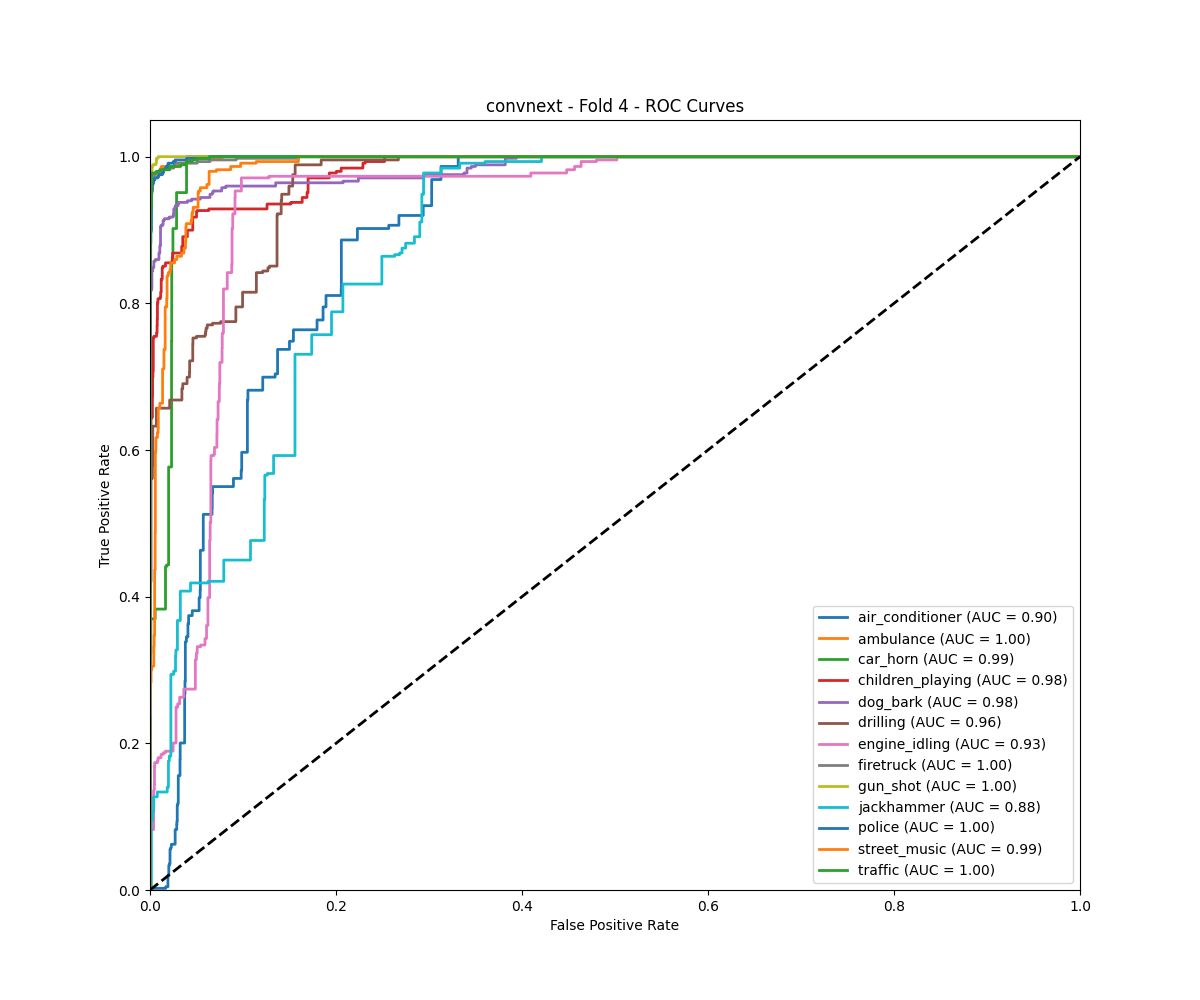 convnext - Fold 4 - ROC Curves
1.0
0.8
0.6
0.4
0.2
0.0
True Positive Rate
0.0 0.2 0.4 0.6 0.8 1.0
False Positive Rate
air_conditioner (AUC = 0.90)
ambulance (AUC = 1.00)
car_horn (AUC = 0.99)
children_playing (AUC = 0.98)
dog_bark (AUC = 0.98)
drilling (AUC = 0.96)
engine_idling (AUC = 0.93)
firetruck (AUC = 1.00)
gun_shot (AUC = 1.00)
jackhammer (AUC = 0.88)
police (AUC = 1.00)
street_music (AUC = 0.99)
traffic (AUC = 1.00)